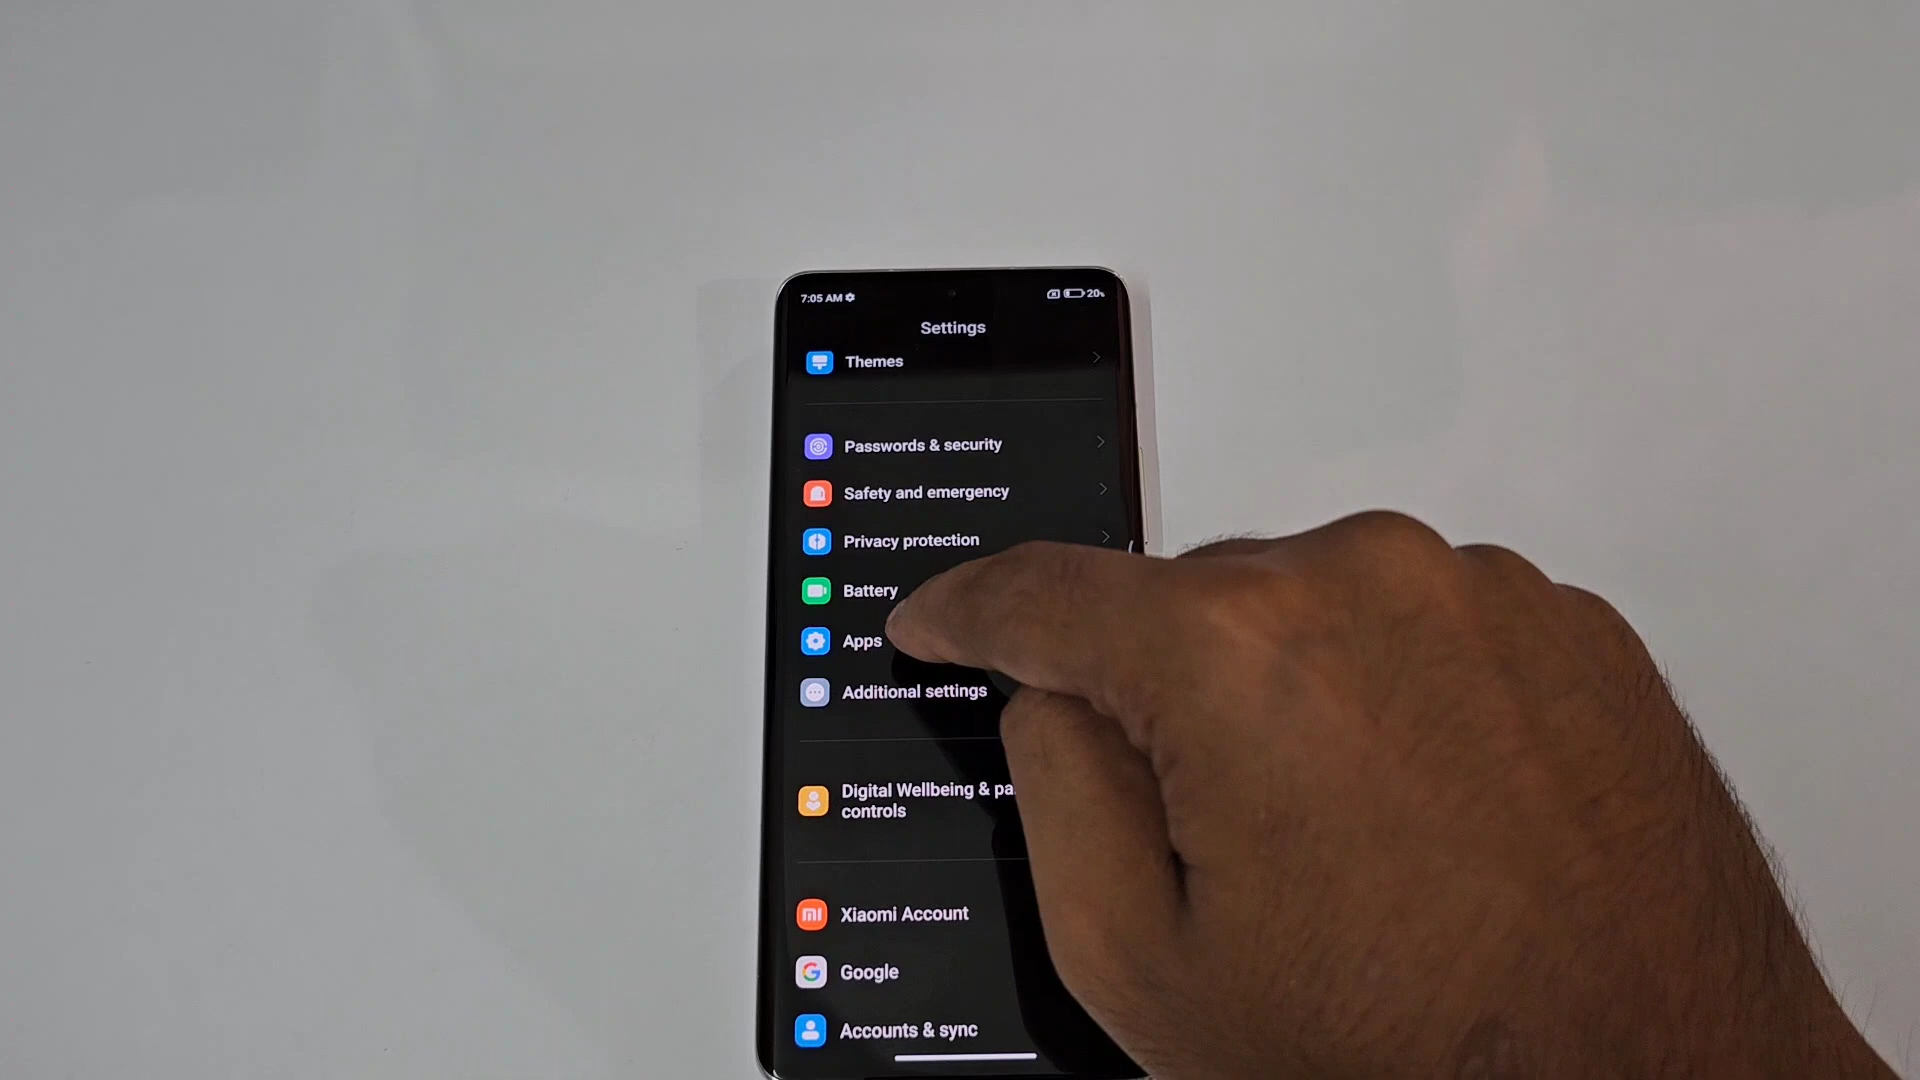 7:05 AM
20%
Settings
Themes
Passwords & security
Safety and emergency
Privacy protection
Battery
Apps
Additional settings
Digital Wellbeing & pa
controls
Xiaomi Account
Google
Accounts & sync